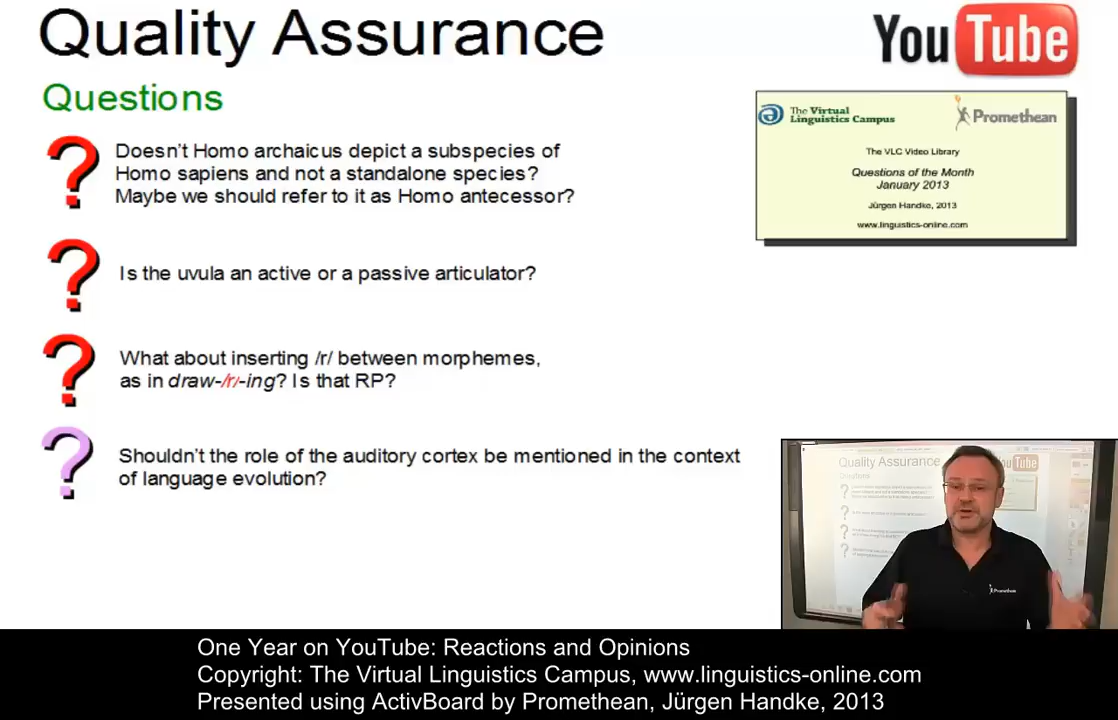 Quality Assurance
YouTube
Questions
The Virtual
Linguistics Campus
Promethean
The VLC Video Library
Questions of the Month
January 2013
Jürgen Handke, 2013
www.linguistics-online.com
? Doesn't Homo archaicus depict a subspecies of
Homo sapiens and not a standalone species?
Maybe we should refer to it as Homo antecessor?
? Is the uvula an active or a passive articulator?
? What about inserting /r/ between morphemes,
as in draw-/r/-ing? Is that RP?
? Shouldn't the role of the auditory cortex be mentioned in the context
of language evolution?
Quality Assurance
Tube
Promethean
One Year on YouTube: Reactions and Opinions
Copyright: The Virtual Linguistics Campus, www.linguistics-online.com
Presented using ActivBoard by Promethean, Jürgen Handke, 2013